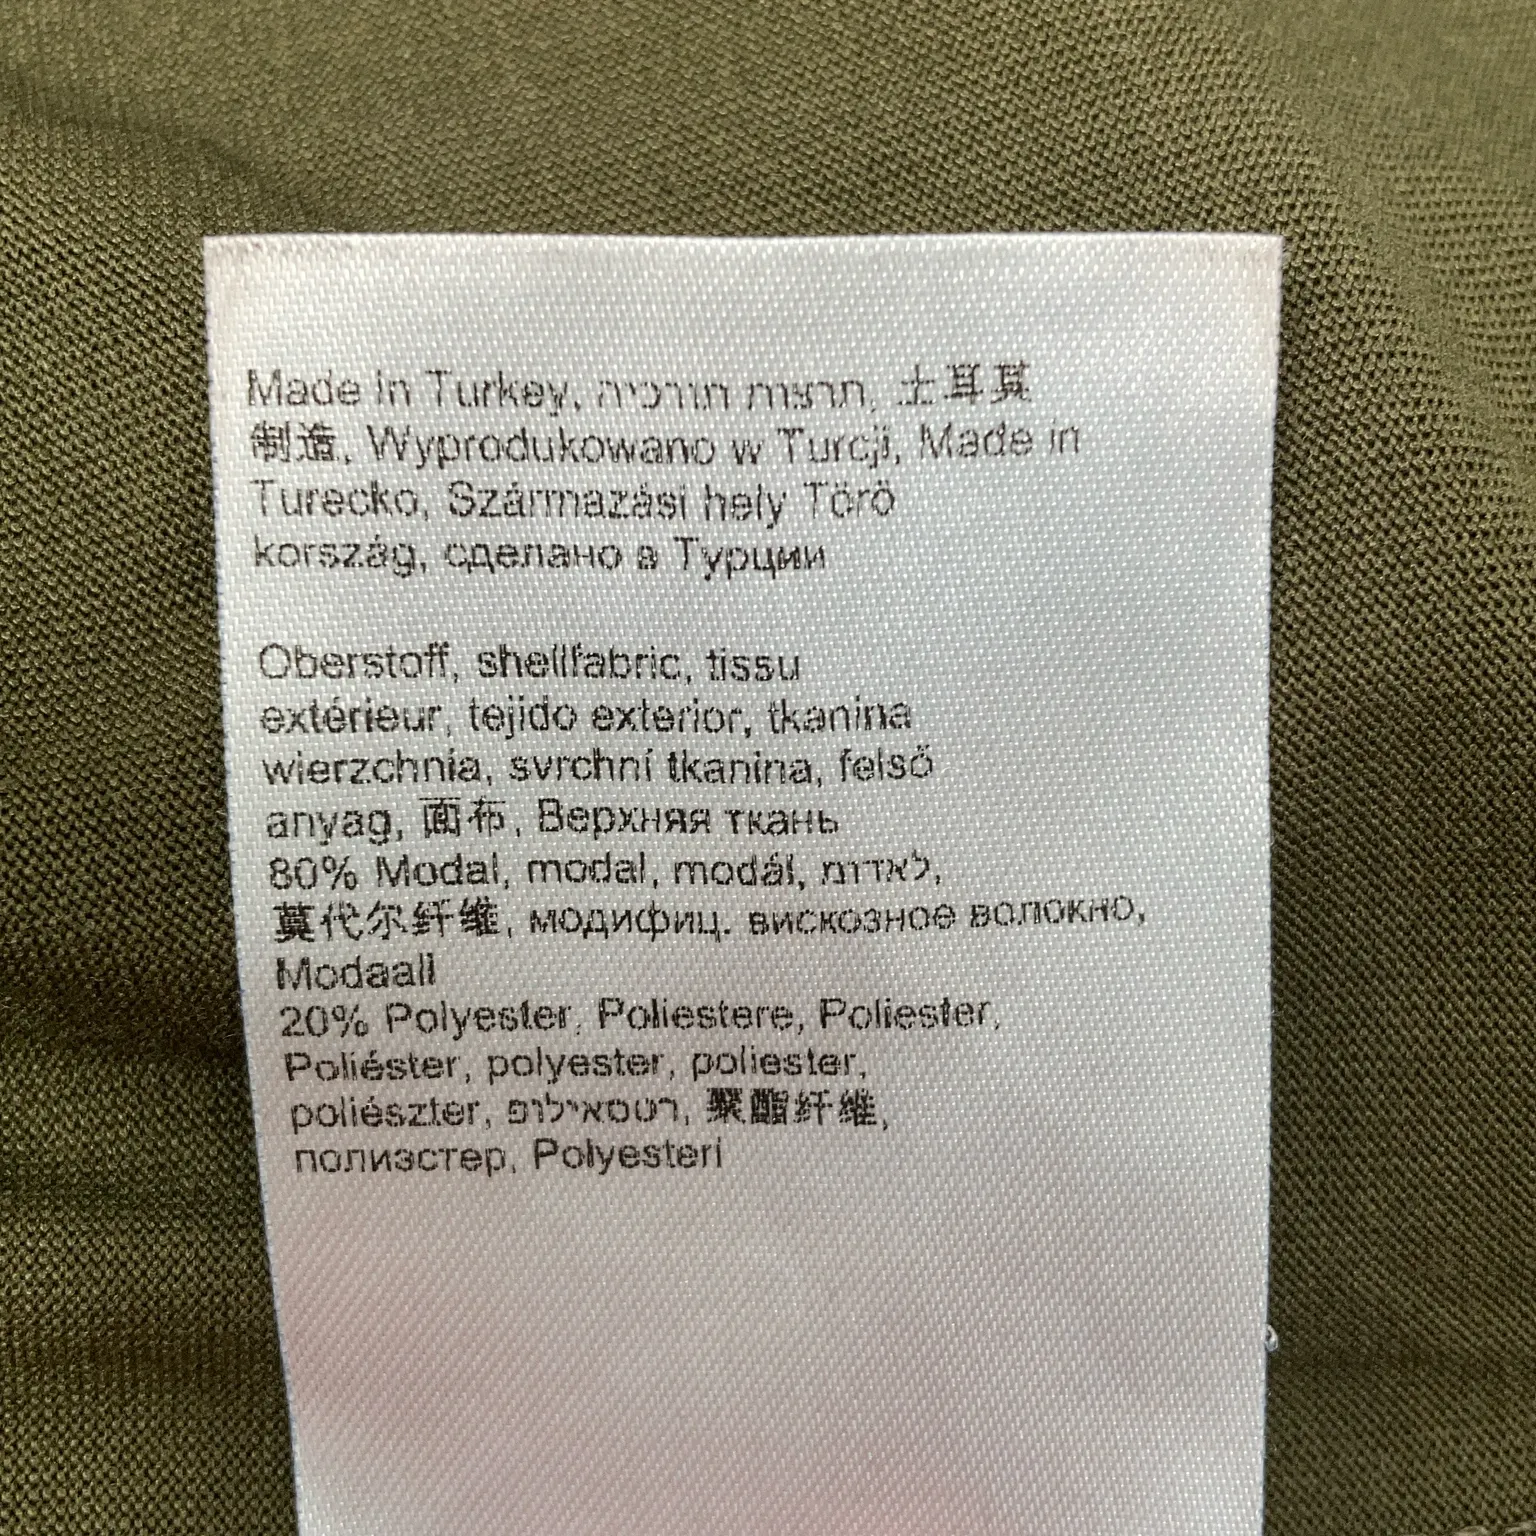 Made in Turkey, תוצרת תורכיה, 土耳其
制造, Wyprodukowano w Turcji, Made in
Turecko, Származási hely Törö
kország, сделано в Турции
Oberstoff, shellfabric, tissu
extérieur, tejido exterior, tkanina
wierzchnia, svrchní tkanina, felső
anyag, 面布, Верхняя ткань
80% Modal, modal, modál, מודאל,
莫代尔纤维, модифиц. вискозное волокно,
Modaali
20% Polyester, Poliestere, Poliester,
Poliéster, polyester, poliester,
poliészter, פוליאסטר, 聚酯纤维,
полиэстер, Polyesteri